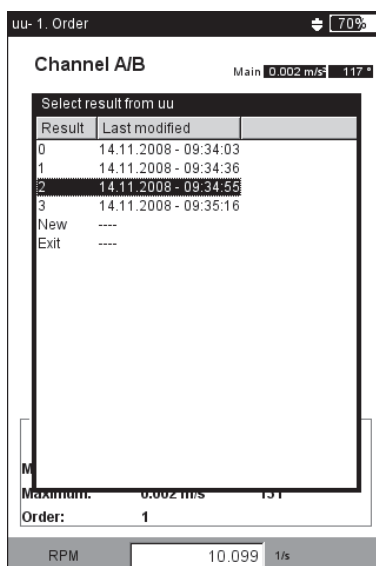 uu- 1. Order 70%
Channel A/B
Main 0.002 m/s² 117 °
Select result from uu
Result Last modified
0 14.11.2008 - 09:34:03
1 14.11.2008 - 09:34:36
2 14.11.2008 - 09:34:55
3 14.11.2008 - 09:35:16
New ----
Exit ----
M
Maximum: 0.002 m/s 131
Order: 1
RPM 10.099 1/s